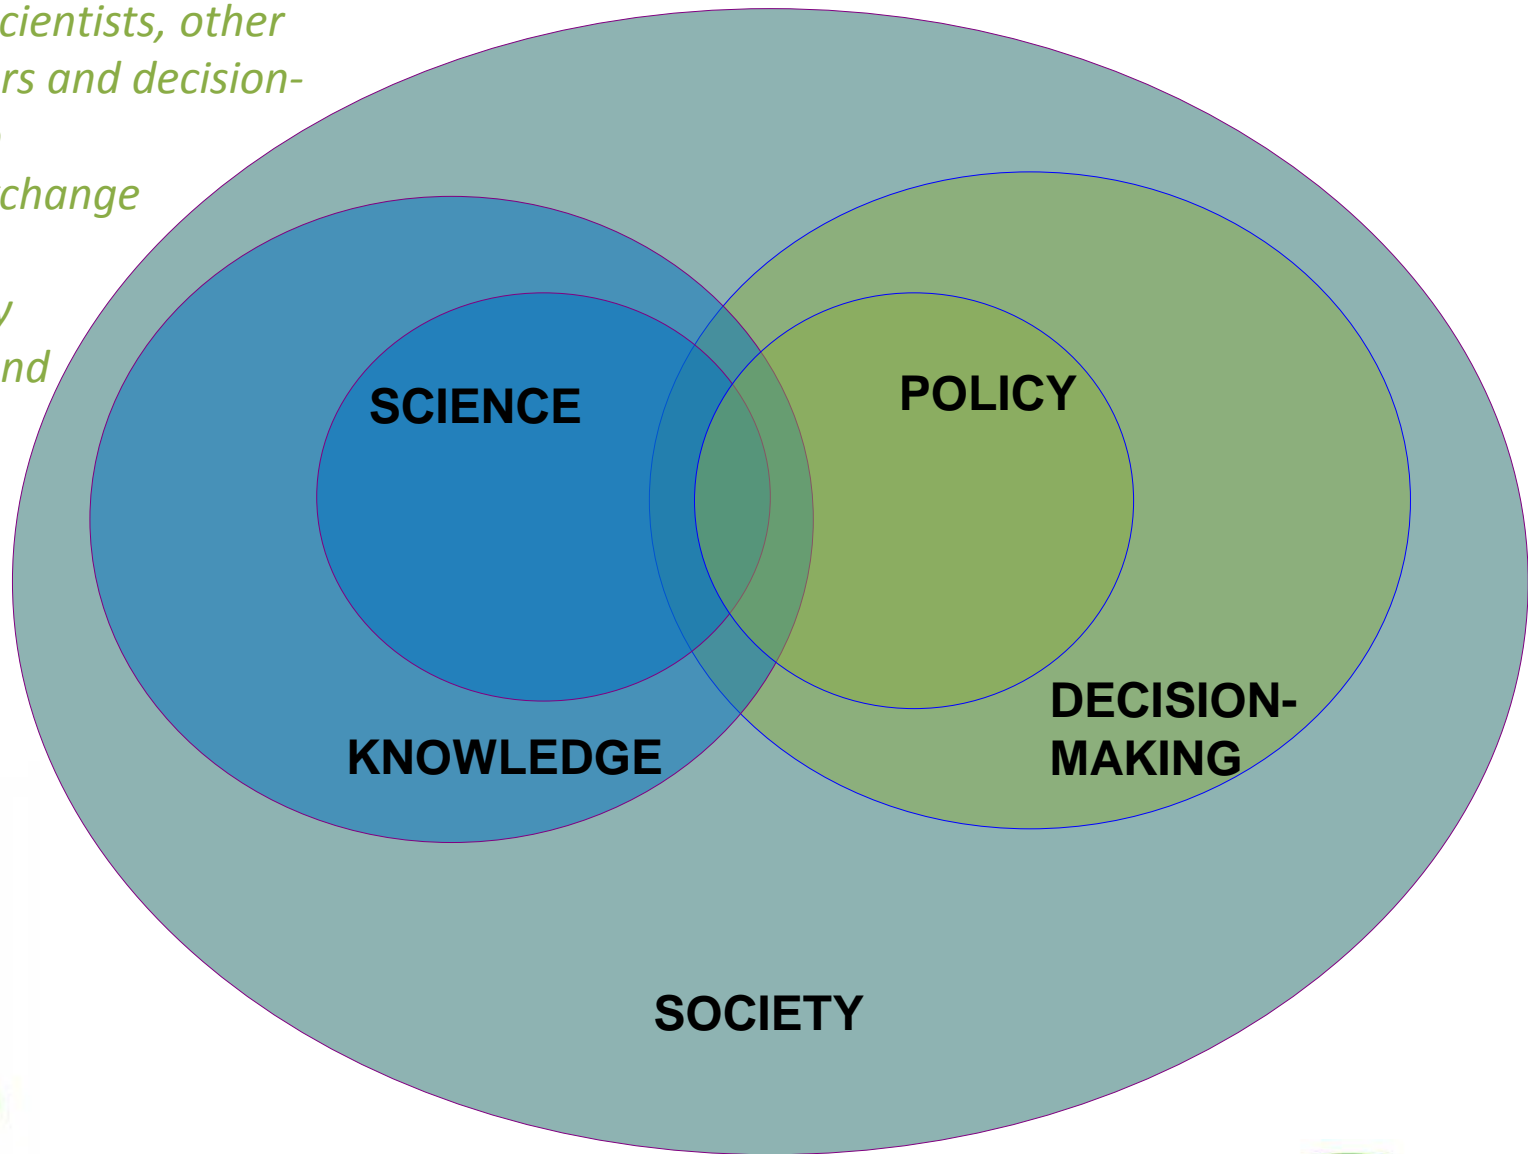 cientists, other
rs and decision-
change
y
nd
SCIENCE
POLICY
DECISION-
MAKING
KNOWLEDGE
SOCIETY